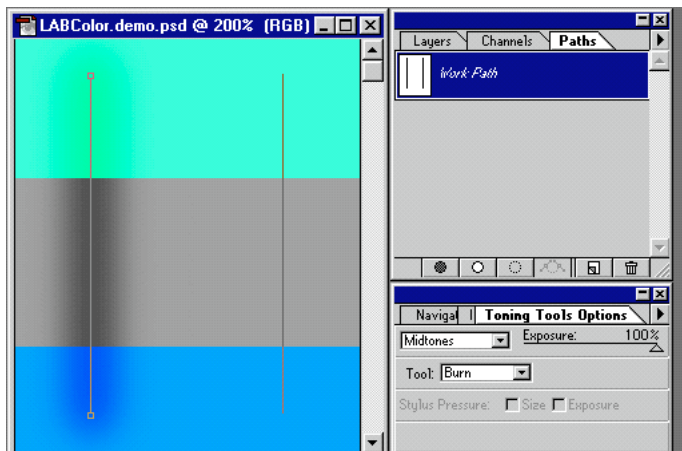 LABColor.demo.psd @ 200% (RGB)
Layers Channels Paths
Work Path
Navigat Toning Tools Options
Midtones Exposure: 100%
Tool: Burn
Stylus Pressure: Size Exposure